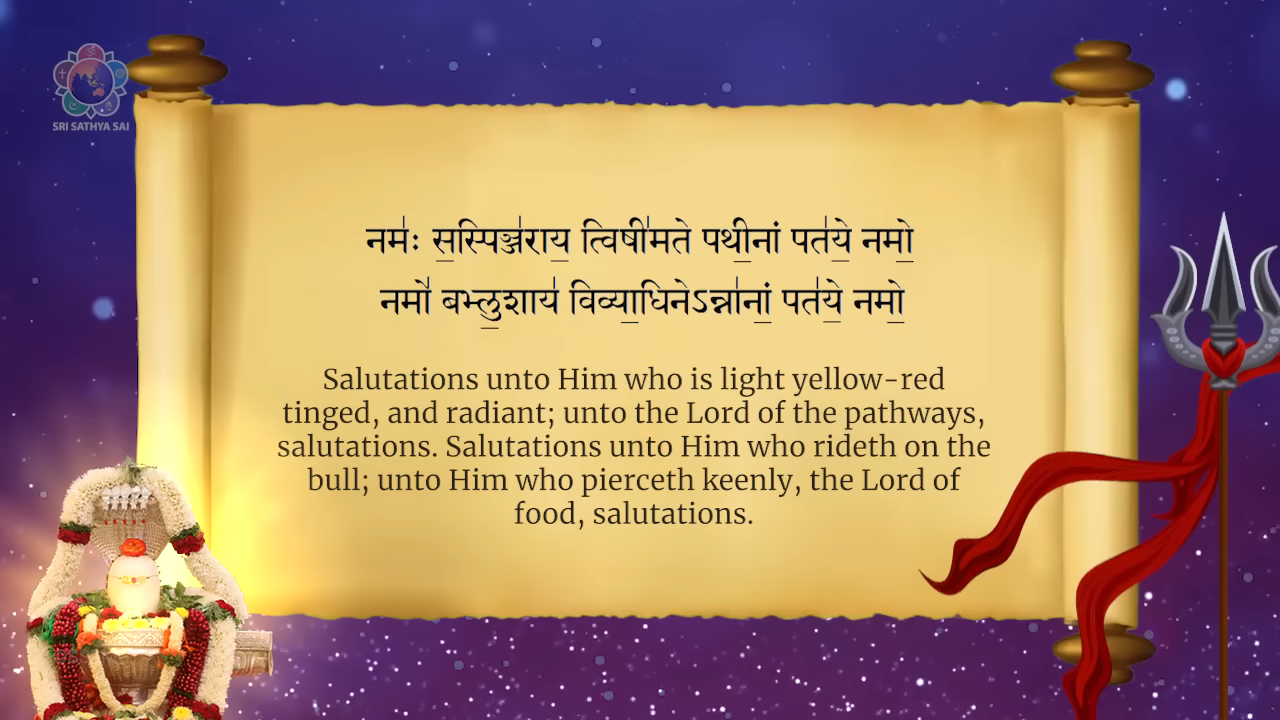 SRI SATHYA SAI
नम॑ः स॒स्पिञ्ज॑राय॒ त्विषी॑मते पथी॒नां पत॑ये॒ नमो॒
नमो॑ बभ्लु॒शाय॑ विव्या॒धिनेऽन्ना॑नां॒ पत॑ये॒ नमो॒
Salutations unto Him who is light yellow-red
tinged, and radiant; unto the Lord of the pathways,
salutations. Salutations unto Him who rideth on the
bull; unto Him who pierceth keenly, the Lord of
food, salutations.